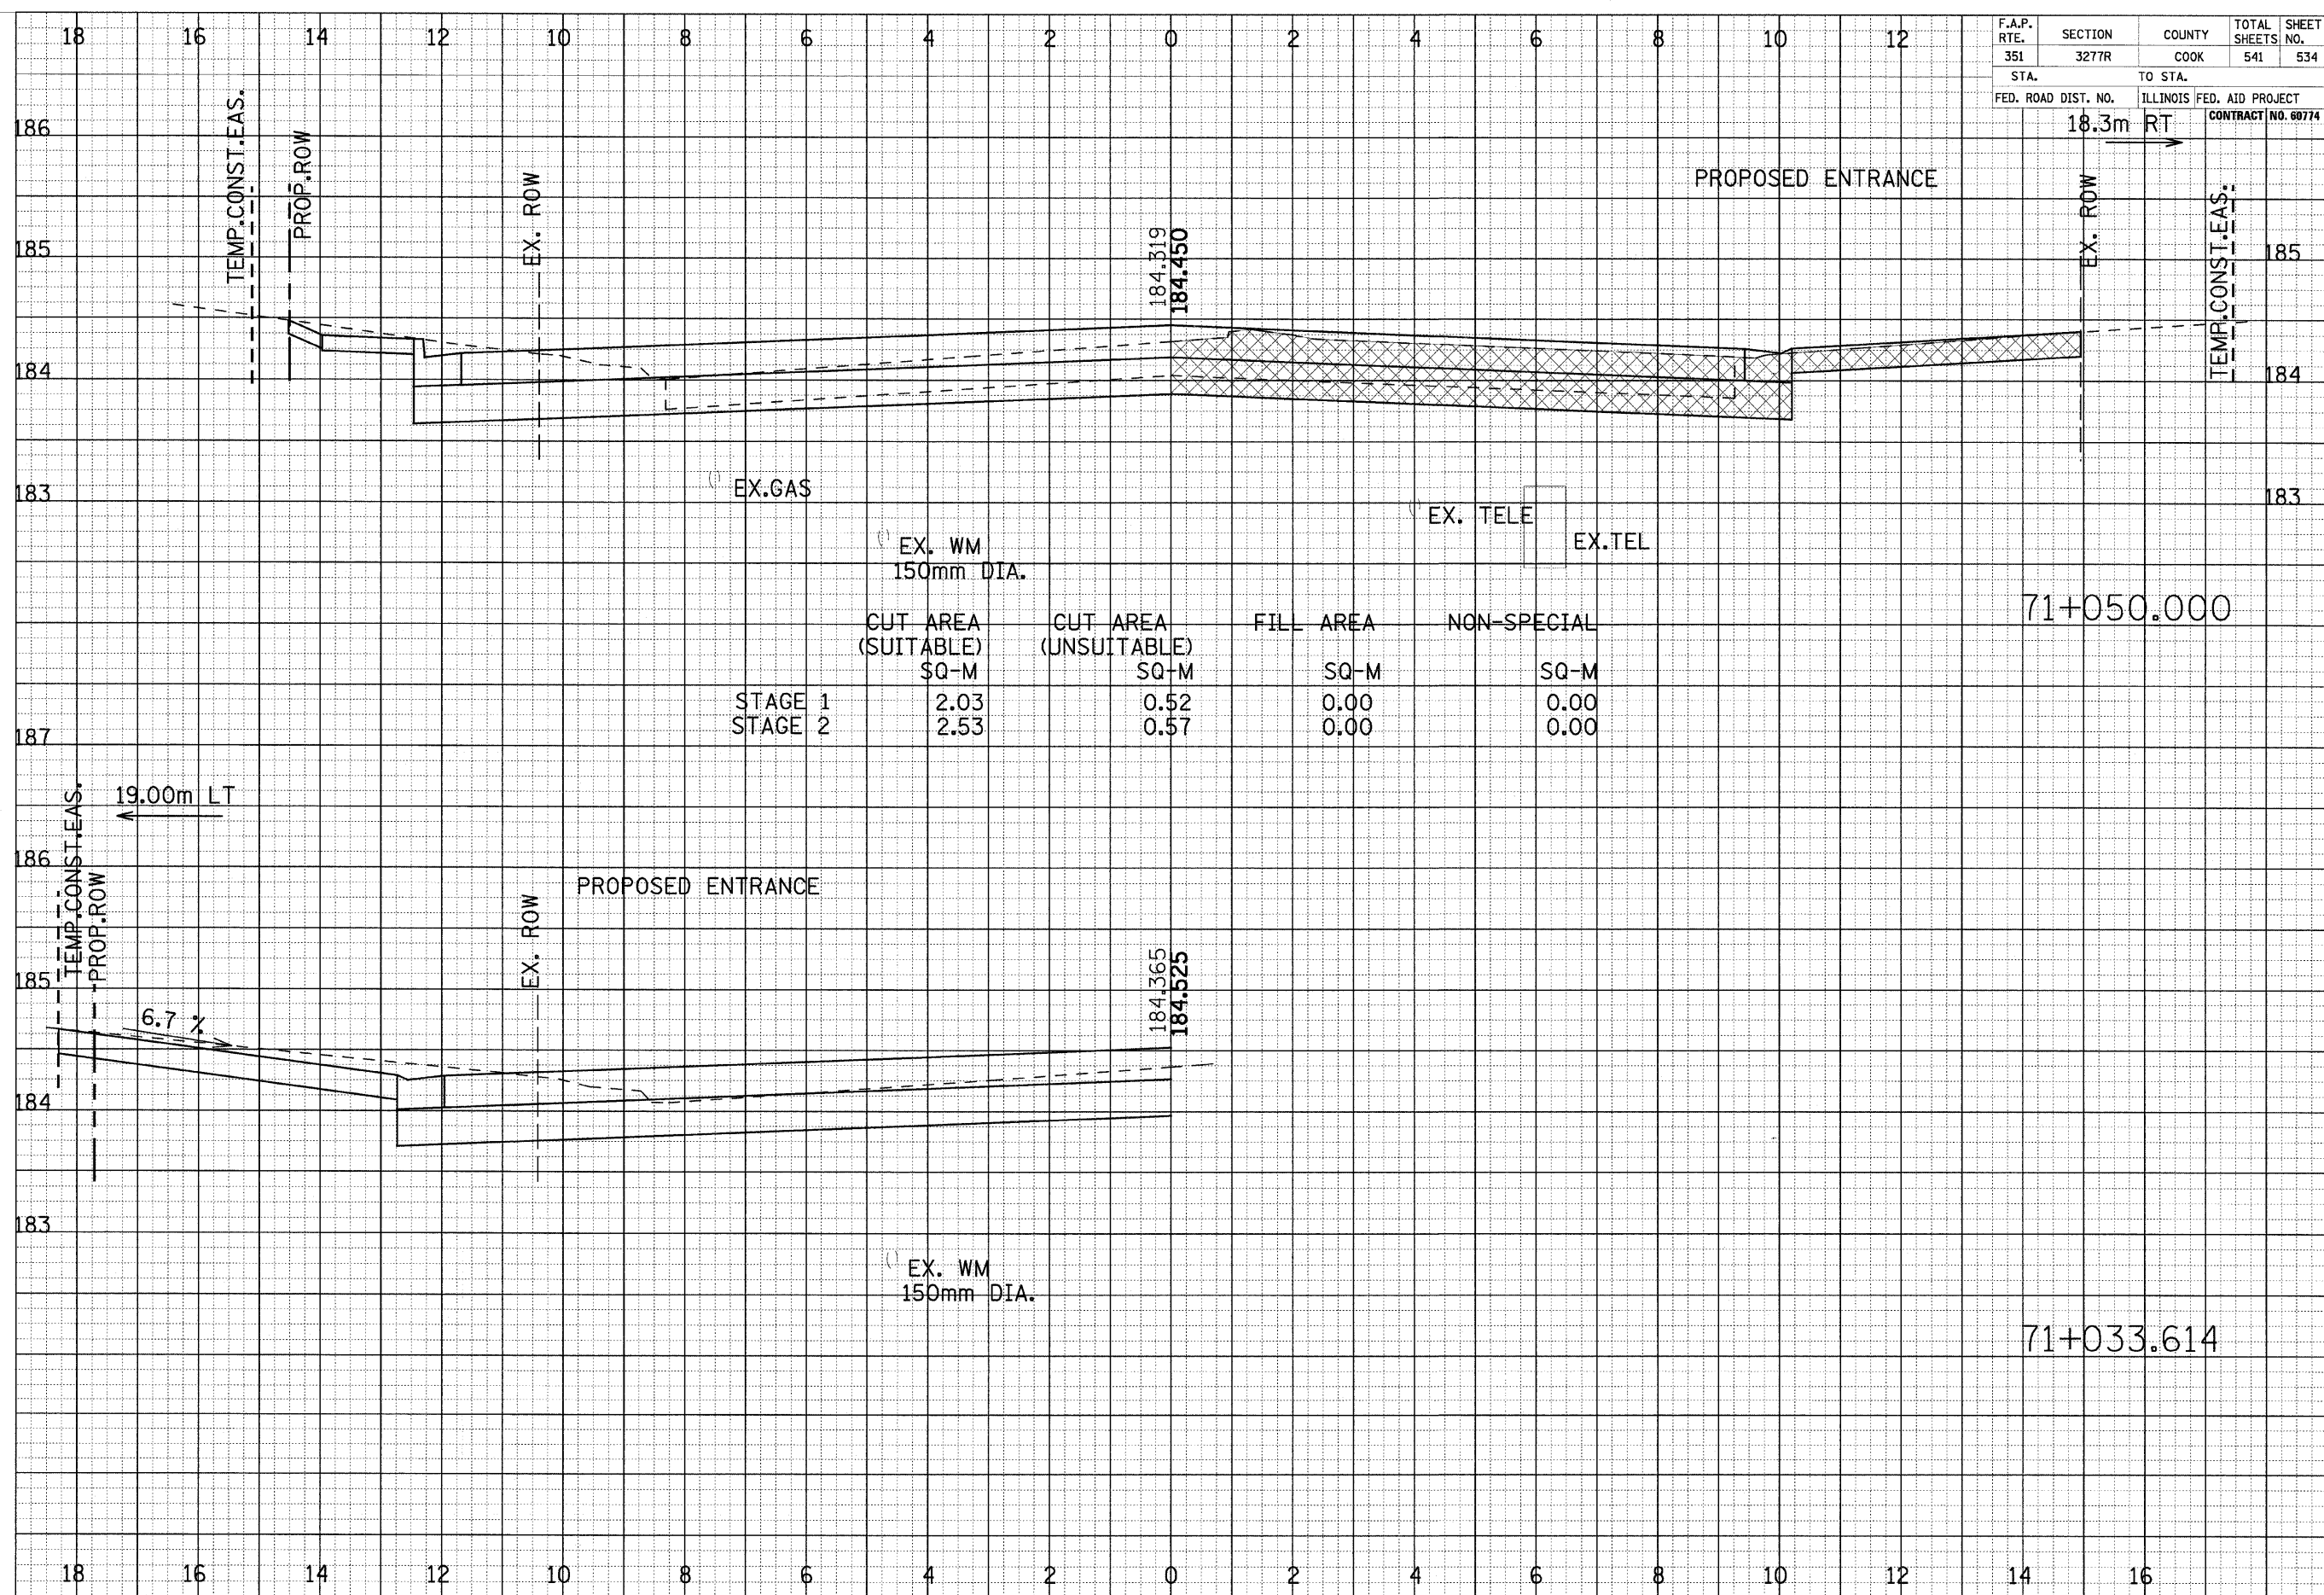 18 16 14 12 10 8 6 4 2 0 2 4 6 8 10 12
F.A.P. RTE. SECTION COUNTY TOTAL SHEETS SHEET NO.
351 3277R COOK 541 534
STA. TO STA.
FED. ROAD DIST. NO. ILLINOIS FED. AID PROJECT
CONTRACT NO. 60774
18.3m RT
186
TEMP.CONST.EAS.
PROP.ROW
EX. ROW
PROPOSED ENTRANCE
EX. ROW
TEMP.CONST.EAS.
184.319
184.450
185 185
184 184
183 183
EX.GAS
EX. TELE
EX.TEL
EX. WM
150mm DIA.
71+050.000
CUT AREA (SUITABLE) SQ-M CUT AREA (UNSUITABLE) SQ-M FILL AREA SQ-M NON-SPECIAL SQ-M
STAGE 1 2.03 0.52 0.00 0.00
STAGE 2 2.53 0.57 0.00 0.00
187
19.00m LT
TEMP.CONST.EAS.
PROP.ROW
186
PROPOSED ENTRANCE
EX. ROW
184.365
184.525
185
6.7 %
184
183
EX. WM
150mm DIA.
71+033.614
18 16 14 12 10 8 6 4 2 0 2 4 6 8 10 12 14 16